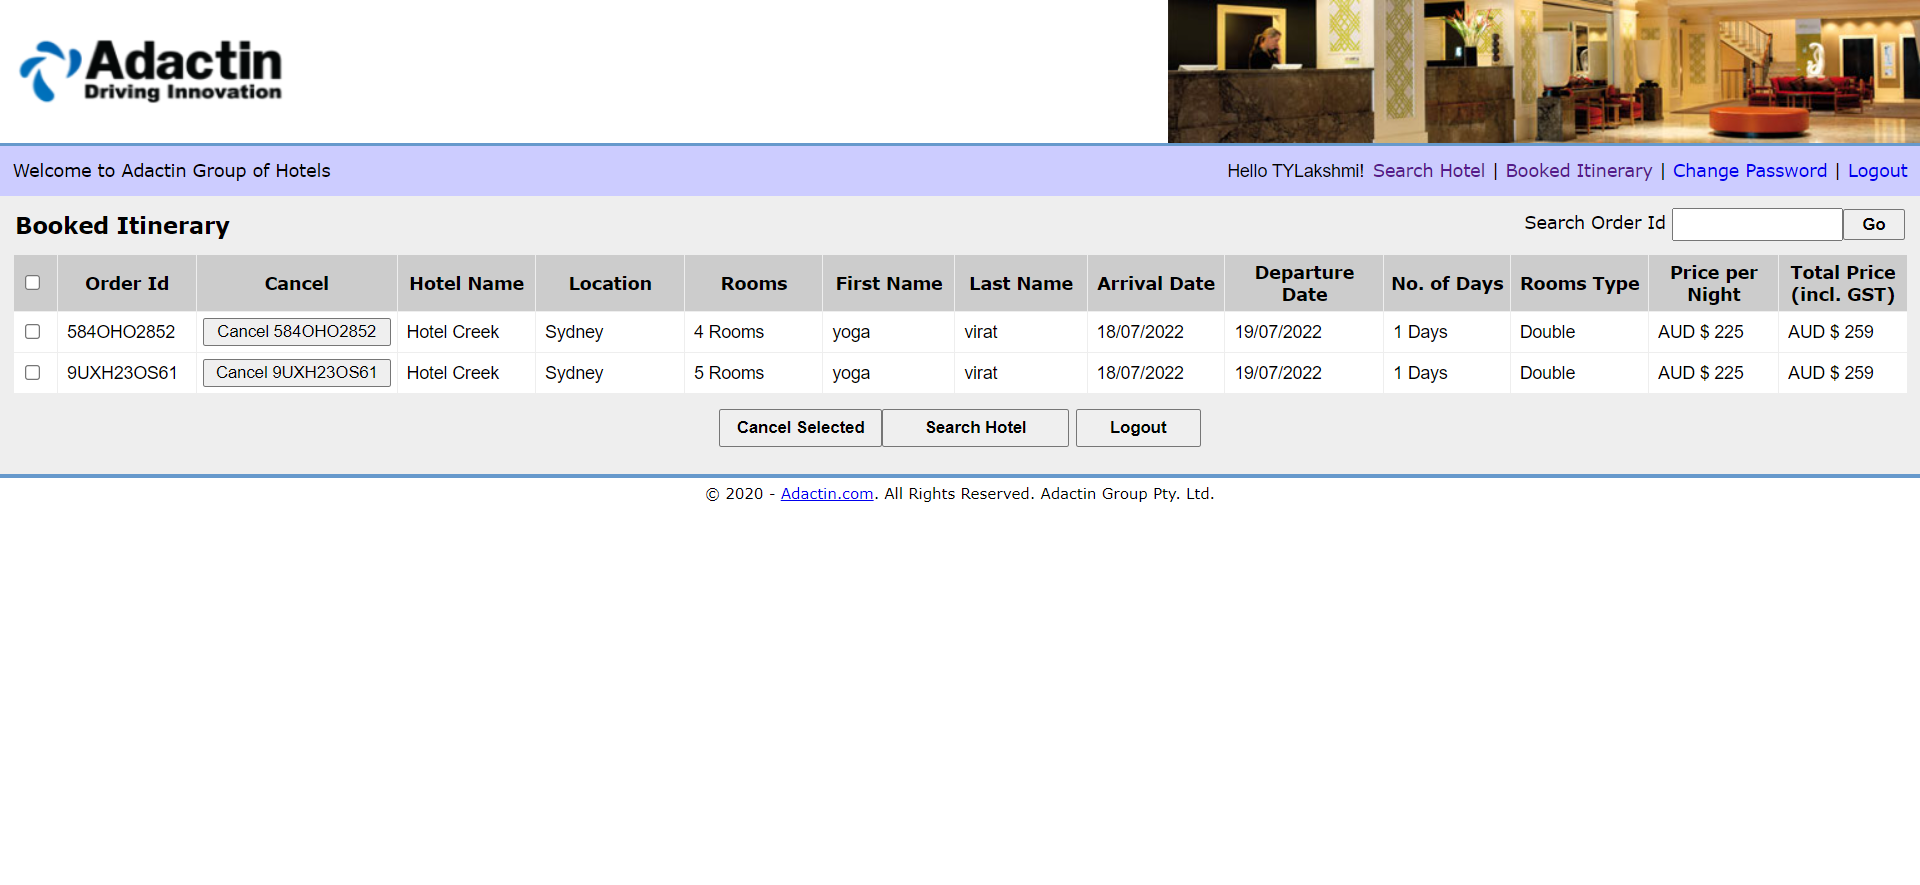 Adactin
Driving Innovation
Welcome to Adactin Group of Hotels
Hello TYLakshmi! Search Hotel | Booked Itinerary | Change Password | Logout
Booked Itinerary
Search Order Id Go
Order Id Cancel Hotel Name Location Rooms First Name Last Name Arrival Date Departure Date No. of Days Rooms Type Price per Night Total Price (incl. GST)
584OHO2852 Cancel 584OHO2852 Hotel Creek Sydney 4 Rooms yoga virat 18/07/2022 19/07/2022 1 Days Double AUD $ 225 AUD $ 259
9UXH23OS61 Cancel 9UXH23OS61 Hotel Creek Sydney 5 Rooms yoga virat 18/07/2022 19/07/2022 1 Days Double AUD $ 225 AUD $ 259
Cancel Selected Search Hotel Logout
© 2020 - Adactin.com. All Rights Reserved. Adactin Group Pty. Ltd.